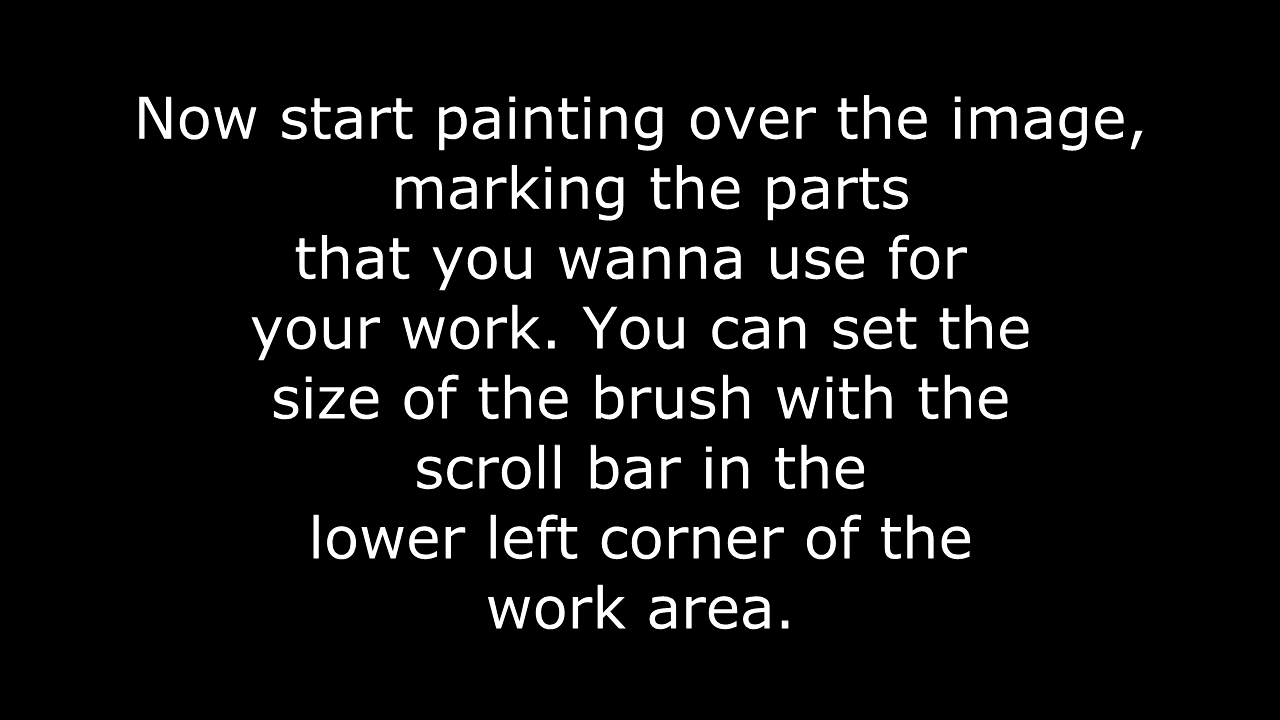 Now start painting over the image,
marking the parts
that you wanna use for
your work. You can set the
size of the brush with the
scroll bar in the
lower left corner of the
work area.